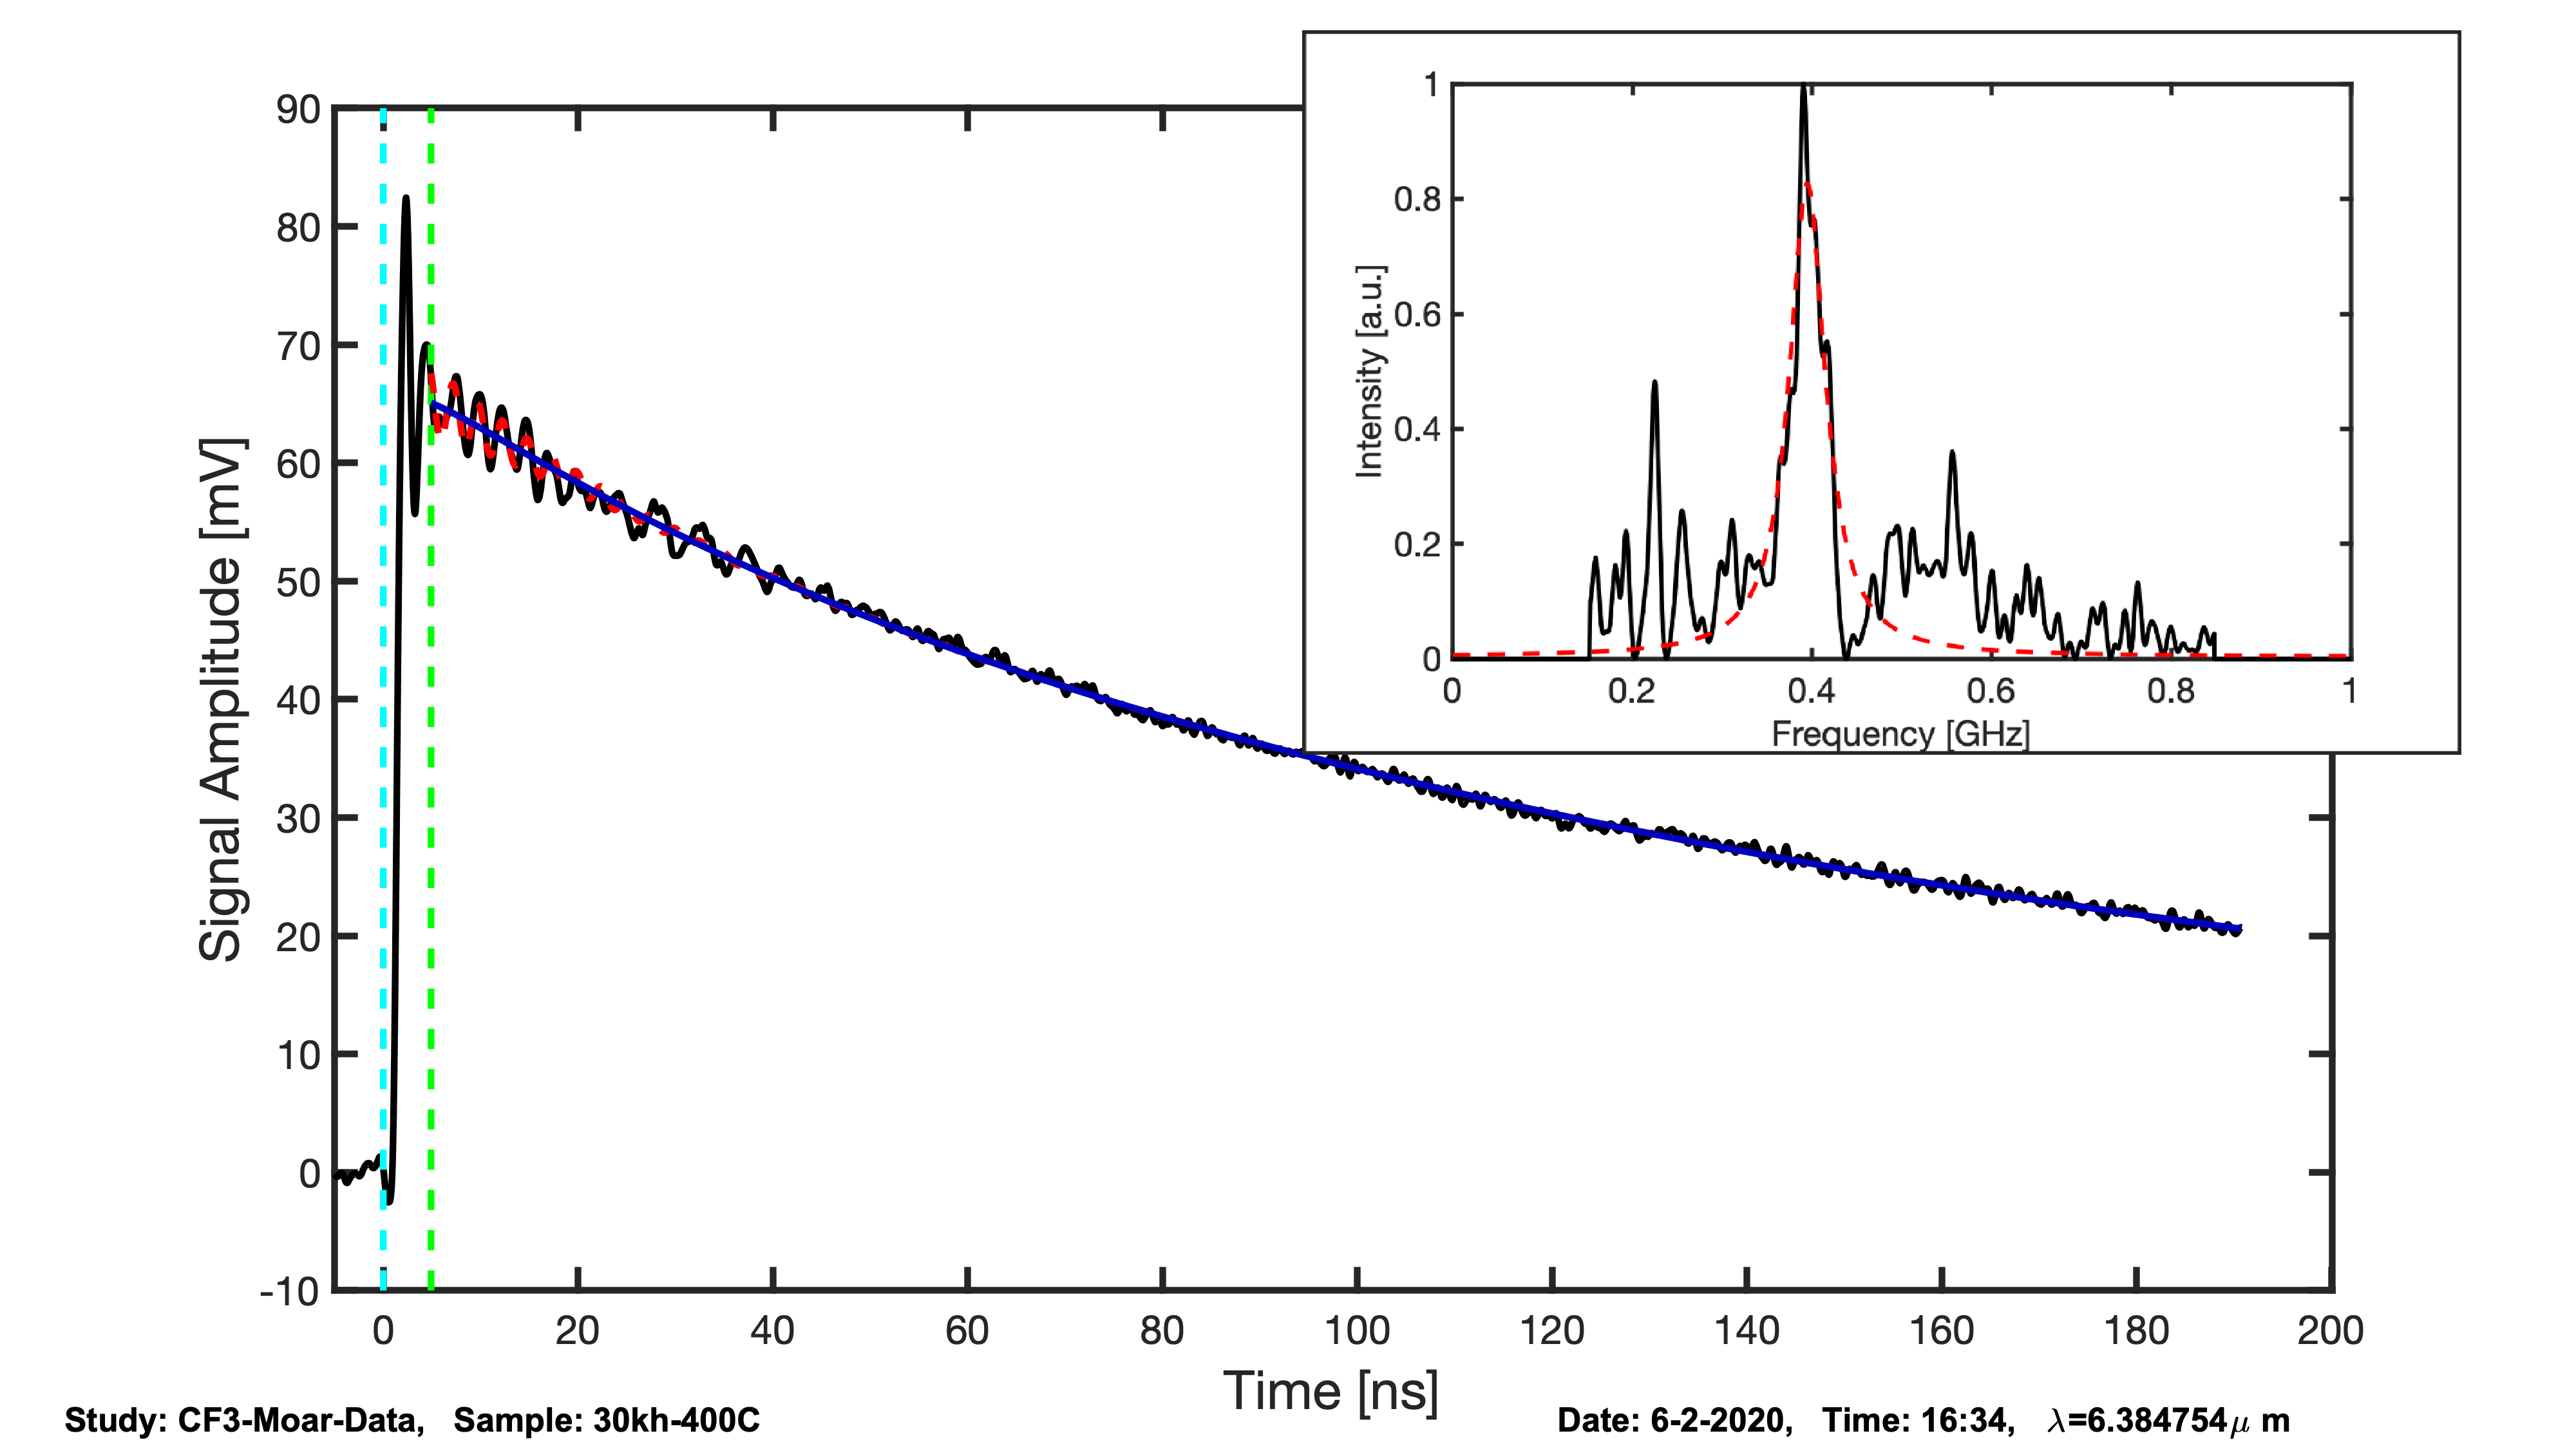 90
80
70
60
50
40
30
20
10
0
-10
Signal Amplitude [mV]
0 20 40 60 80 100 120 140 160 180 200
Time [ns]
1
0.8
0.6
0.4
0.2
0
Intensity [a.u.]
0 0.2 0.4 0.6 0.8 1
Frequency [GHz]
Study: CF3-Moar-Data, Sample: 30kh-400C
Date: 6-2-2020, Time: 16:34, λ=6.384754μ m